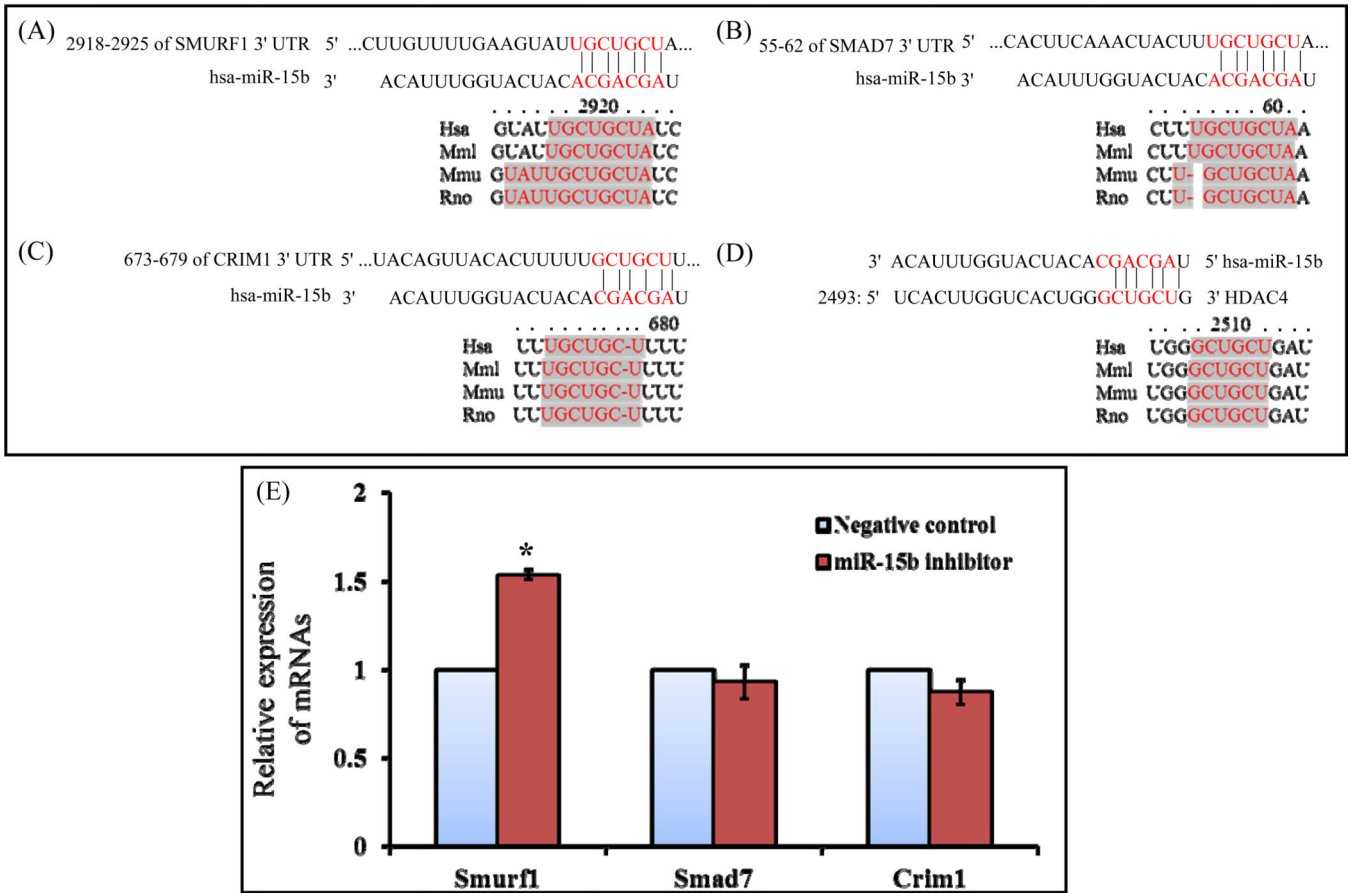 (A)
2918-2925 of SMURF1 3' UTR 5' ...CUUGUUUUGAAGUAUUGCUGCUA...
hsa-miR-15b 3' ACAUUUGGUACUACACGACGAU
. . . . . . 2920 . . . .
Hsa GUAUUGCUGCUAUC
Mml GUAUUGCUGCUAUC
Mmu GUAUUGCUGCUAUC
Rno GUAUUGCUGCUAUC
(B)
55-62 of SMAD7 3' UTR 5' ...CACUUCAAACUACUUUGCUGCUA...
hsa-miR-15b 3' ACAUUUGGUACUACACGACGAU
. . . . . . . 60 . .
Hsa CUUUGCUGCUAA
Mml CUUUGCUGCUAA
Mmu CUU- GCUGCUAA
Rno CUU- GCUGCUAA
(C)
673-679 of CRIM1 3' UTR 5' ...UACAGUUACACUUUUUGCUGCUU...
hsa-miR-15b 3' ACAUUUGGUACUACACGACGAU
. . . . . . . . . . . 680
Hsa UUUGCUGC-UUUU
Mml UUUGCUGC-UUUU
Mmu UUUGCUGC-UUUU
Rno UUUGCUGC-UUUU
(D)
3' ACAUUUGGUACUACACGACGAU 5' hsa-miR-15b
2493: 5' UCACUUGGUCACUGGGCUGCUG 3' HDAC4
. . . . 2510 . . . .
Hsa UGGGCUGCUGAU
Mml UGGGCUGCUGAU
Mmu UGGGCUGCUGAU
Rno UGGGCUGCUGAU
(E)
Relative expression
of mRNAs
2
1.5
1
0.5
0
*
Negative control
miR-15b inhibitor
Smurf1 Smad7 Crim1